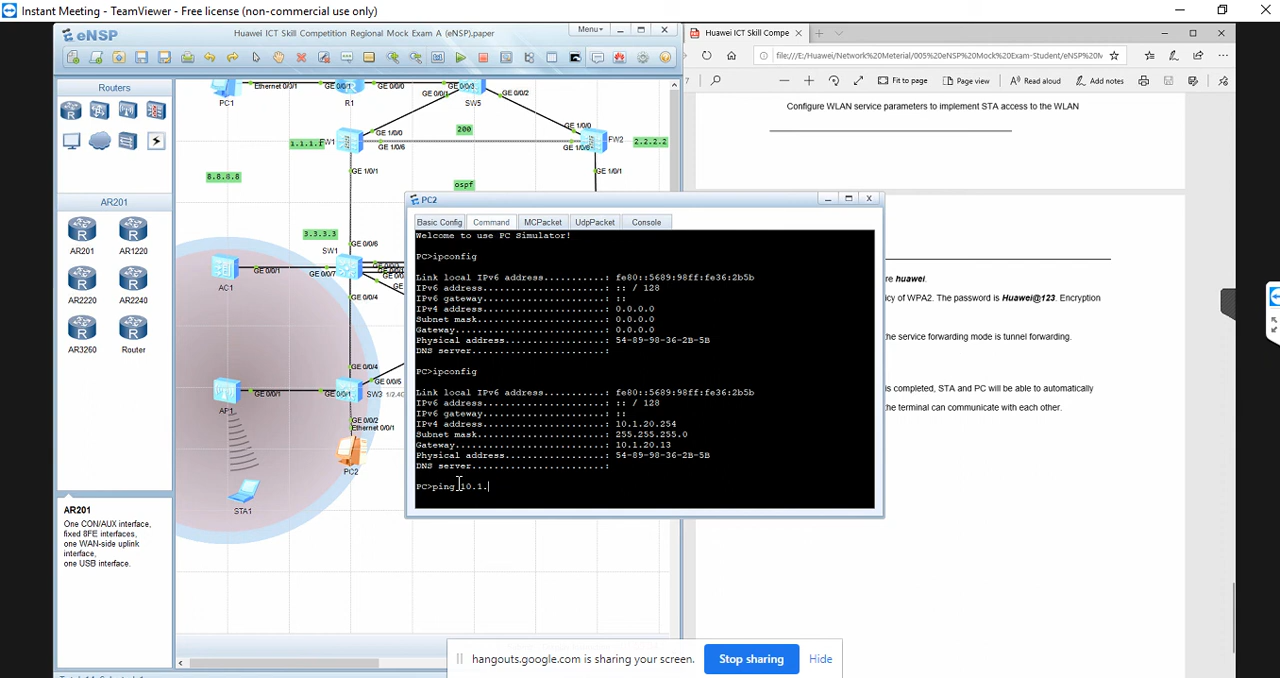 Instant Meeting - TeamViewer - Free license (non-commercial use only)
eNSP
Huawei ICT Skill Competition Regional Mock Exam A (eNSP).paper
Menu
Routers
AR201
AR201
AR1220
AR2220
AR2240
AR3260
Router
AR201
One CON/AUX interface,
fixed 8FE interfaces,
one WAN-side uplink
interface,
one USB interface.
Ethernet 0/0/1
GE 0/0/1
GE 0/0/0
GE 0/0/3
PC1
R1
SW5
GE 0/0/1
GE 0/0/2
GE 1/0/0
GE 1/0/0
200
1.1.1.1
FW1
GE 1/0/6
GE 1/0/6
FW2
2.2.2.2
GE 1/0/1
GE 1/0/1
8.8.8.8
ospf
3.3.3.3
GE 0/0/6
SW1
GE 0/0/1
GE 0/0/7
AC1
GE 0/0/4
GE 0/0/4
GE 0/0/5
GE 0/0/1
GE 0/0/1
SW3
AP1
GE 0/0/2
Ethernet 0/0/1
PC2
STA1
PC2
Basic Config
Command
MCPacket
UdpPacket
Console
Welcome to use PC Simulator!
PC>ipconfig
Link local IPv6 address...........: fe80::5689:98ff:fe36:2b5b
IPv6 address......................: :: / 128
IPv6 gateway......................: ::
IPv4 address......................: 0.0.0.0
Subnet mask.......................: 0.0.0.0
Gateway...........................: 0.0.0.0
Physical address..................: 54-89-98-36-2B-5B
DNS server........................:
PC>ipconfig
Link local IPv6 address...........: fe80::5689:98ff:fe36:2b5b
IPv6 address......................: :: / 128
IPv6 gateway......................: ::
IPv4 address......................: 10.1.20.254
Subnet mask.......................: 255.255.255.0
Gateway...........................: 10.1.20.13
Physical address..................: 54-89-98-36-2B-5B
DNS server........................:
PC>ping 10.1.
Huawei ICT Skill Compe
file:///E:/Huawei/Network%20Meterial/005%20eNSP%20Mock%20Exam-Student/eNSP%20M
Fit to page
Page view
Read aloud
Add notes
Configure WLAN service parameters to implement STA access to the WLAN
re huawei.
icy of WPA2. The password is Huawei@123. Encryption
the service forwarding mode is tunnel forwarding.
is completed, STA and PC will be able to automatically
the terminal can communicate with each other.
hangouts.google.com is sharing your screen.
Stop sharing
Hide